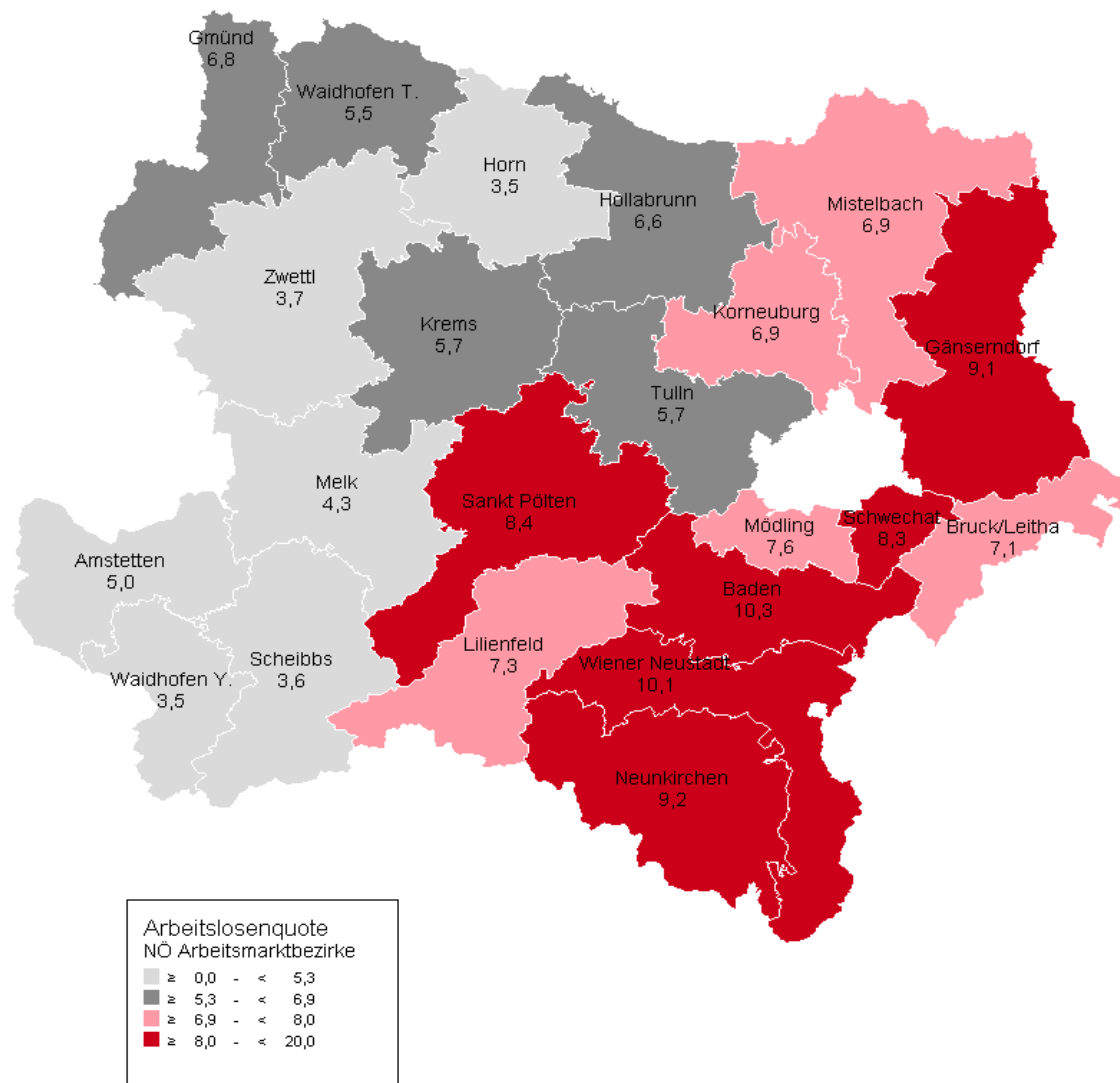 Gmünd
6,8
Waidhofen T.
5,5
Horn
3,5
Hollabrunn
6,6
Mistelbach
6,9
Zwettl
3,7
Krems
5,7
Korneuburg
6,9
Gänserndorf
9,1
Tulln
5,7
Melk
4,3
Sankt Pölten
8,4
Mödling
7,6
Schwechat
8,3
Bruck/Leitha
7,1
Amstetten
5,0
Baden
10,3
Lilienfeld
7,3
Scheibbs
3,6
Wiener Neustadt
10,1
Waidhofen Y.
3,5
Neunkirchen
9,2
Arbeitslosenquote
NÖ Arbeitsmarktbezirke
≥ 0,0 - < 5,3
≥ 5,3 - < 6,9
≥ 6,9 - < 8,0
≥ 8,0 - < 20,0